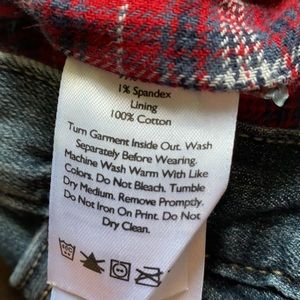 1% Spandex
Lining
100% Cotton
Turn Garment Inside Out. Wash
Separately Before Wearing.
Machine Wash Warm With Like
Colors. Do Not Bleach. Tumble
Dry Medium. Remove Promptly.
Do Not Iron On Print. Do Not
Dry Clean.